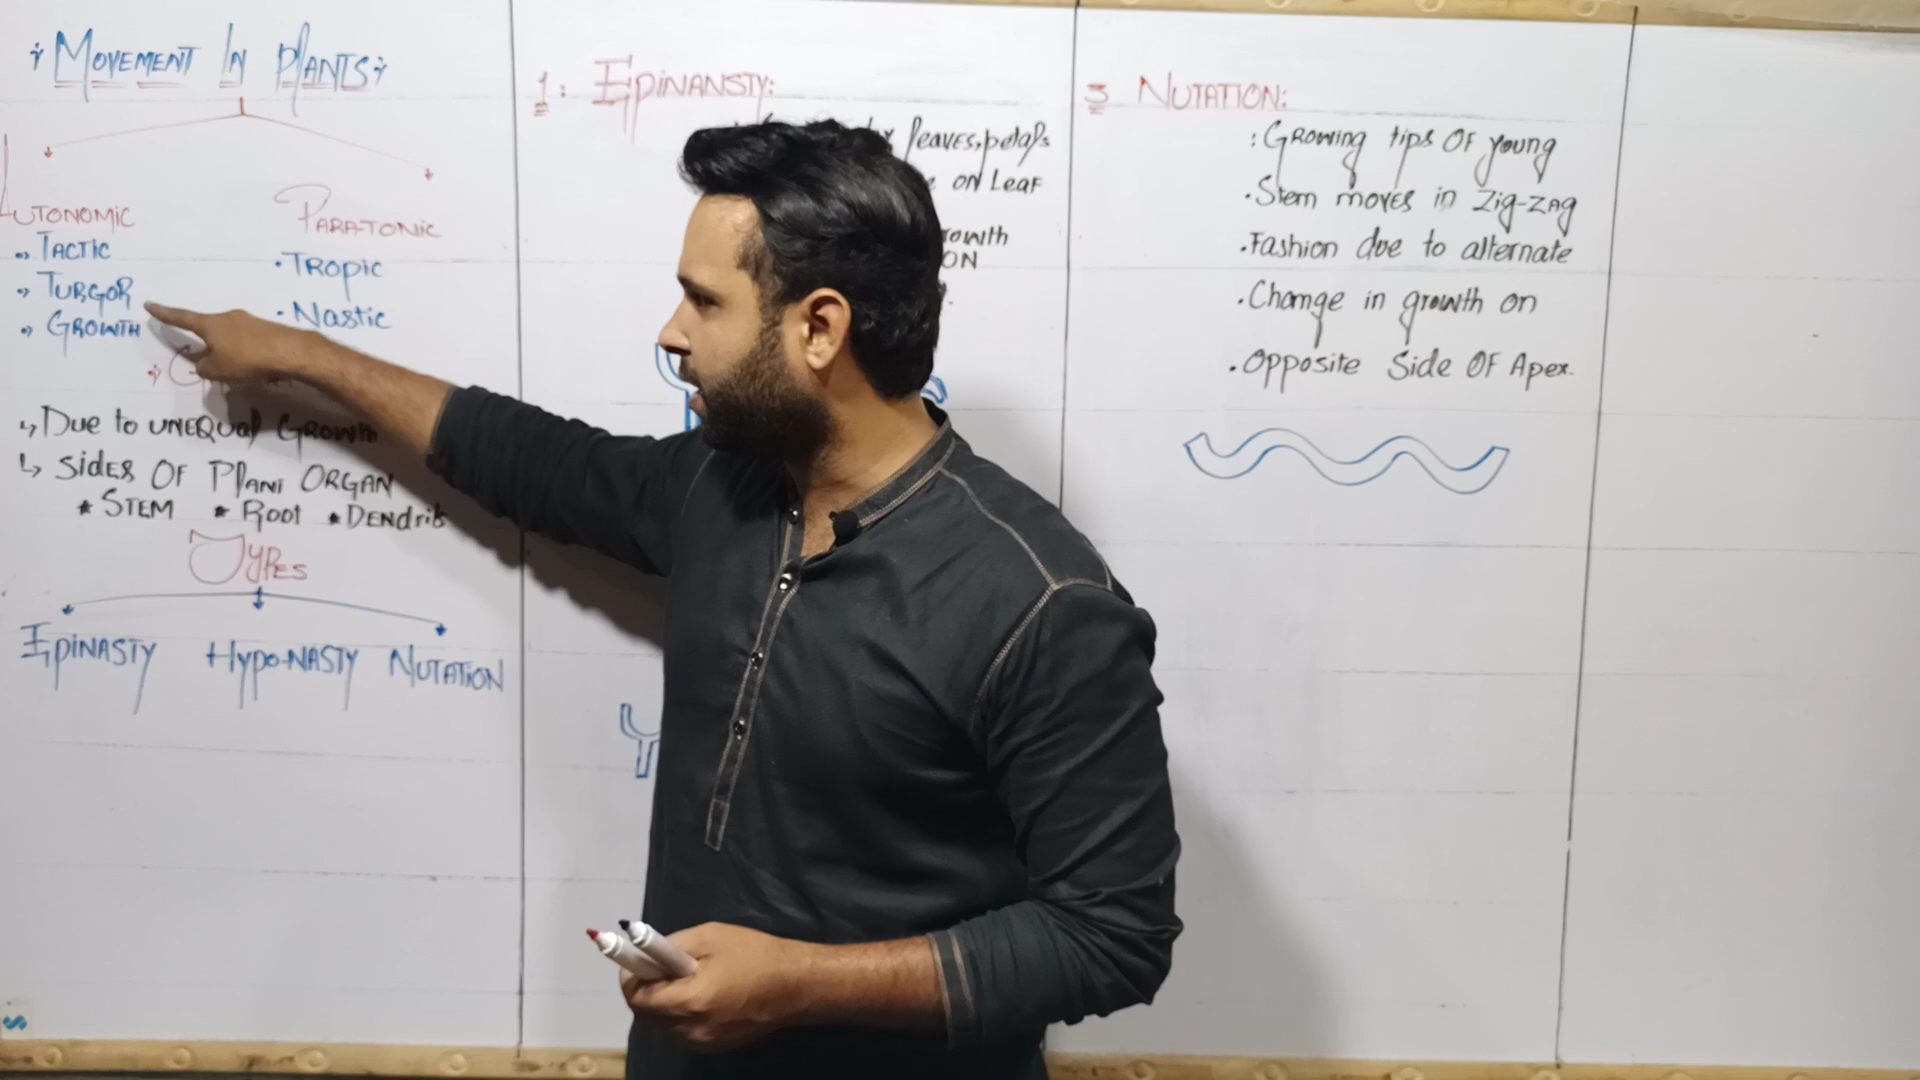 MOVEMENT IN PLANTS
AUTONOMIC
TACTIC
TURGOR
GROWTH
PARATONIC
• TROPIC
• Nastic
Due to UNEQUal GROWTH
SidES OF PlANT ORGAN
* STEM * Root * DENdrit
TYPES
EPINASTY HypO-NASTY NUTATION
1: EPINANSTY:
leaves,petals
ON LEAF
ON
3 NUTATION:
: GROWING tips OF young
• Stem moves in Zig-ZAG
• Fashion due to alternate
• Change in growth on
• Opposite Side OF Apex.